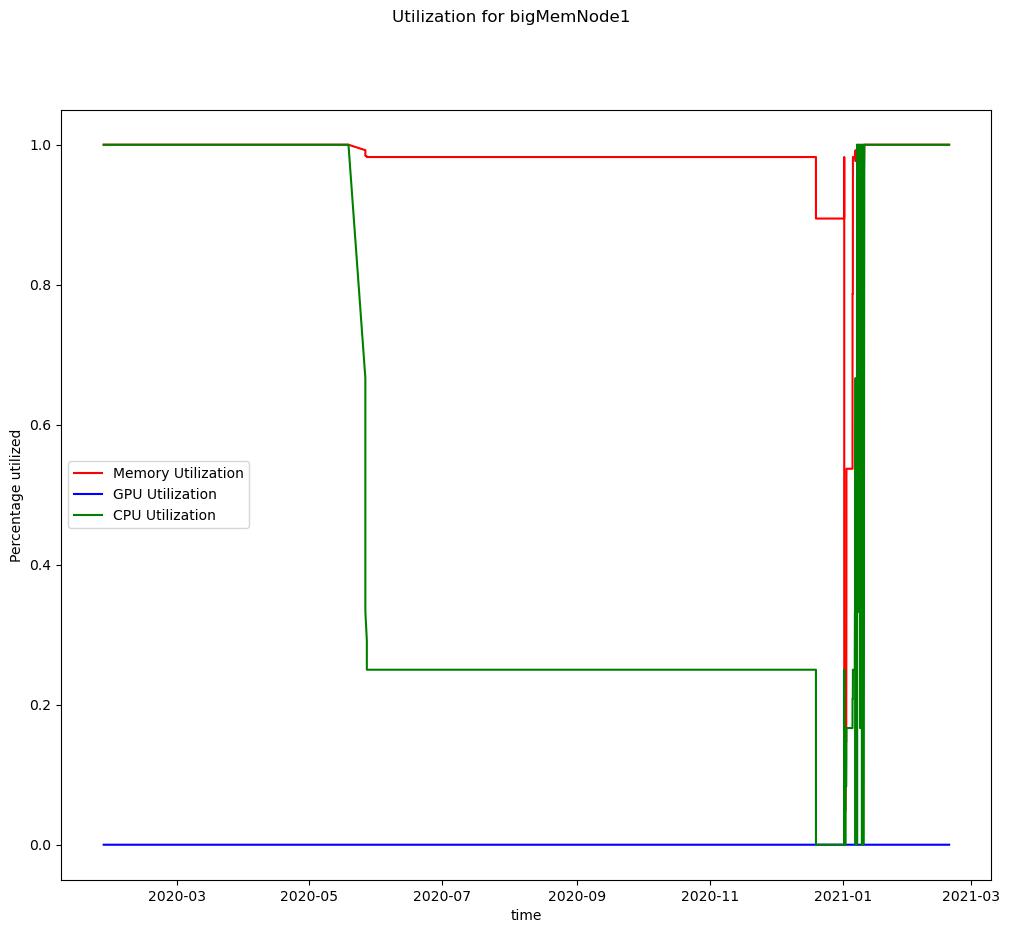 Utilization for bigMemNode1
1.0
0.8
0.6
0.4
0.2
0.0
Percentage utilized
Memory Utilization
GPU Utilization
CPU Utilization
2020-03 2020-05 2020-07 2020-09 2020-11 2021-01 2021-03
time